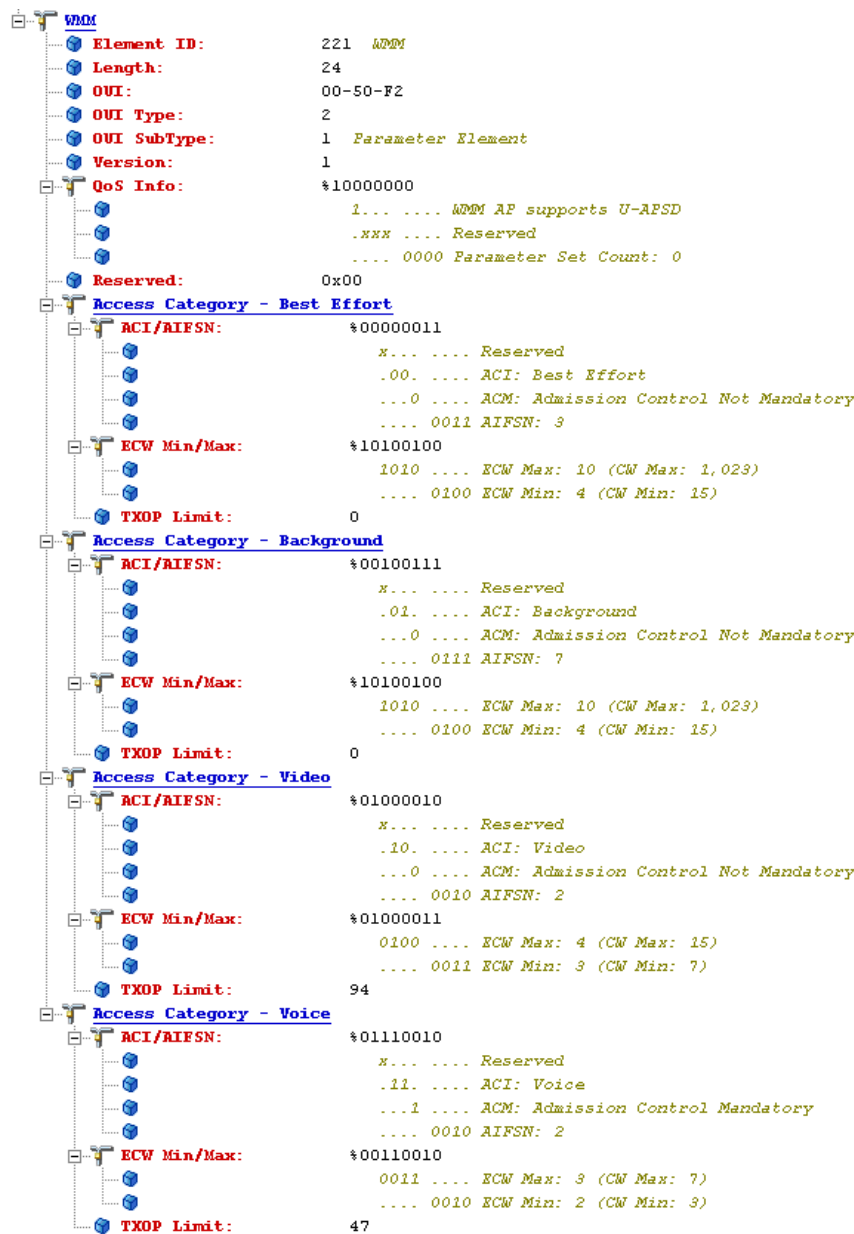 WMM
Element ID: 221 WMM
Length: 24
OUI: 00-50-F2
OUI Type: 2
OUI SubType: 1 Parameter Element
Version: 1
QoS Info: %10000000
1... .... WMM AP supports U-APSD
.xxx .... Reserved
.... 0000 Parameter Set Count: 0
Reserved: 0x00
Access Category - Best Effort
ACI/AIFSN: %00000011
x... .... Reserved
.00. .... ACI: Best Effort
...0 .... ACM: Admission Control Not Mandatory
.... 0011 AIFSN: 3
ECW Min/Max: %10100100
1010 .... ECW Max: 10 (CW Max: 1,023)
.... 0100 ECW Min: 4 (CW Min: 15)
TXOP Limit: 0
Access Category - Background
ACI/AIFSN: %00100111
x... .... Reserved
.01. .... ACI: Background
...0 .... ACM: Admission Control Not Mandatory
.... 0111 AIFSN: 7
ECW Min/Max: %10100100
1010 .... ECW Max: 10 (CW Max: 1,023)
.... 0100 ECW Min: 4 (CW Min: 15)
TXOP Limit: 0
Access Category - Video
ACI/AIFSN: %01000010
x... .... Reserved
.10. .... ACI: Video
...0 .... ACM: Admission Control Not Mandatory
.... 0010 AIFSN: 2
ECW Min/Max: %01000011
0100 .... ECW Max: 4 (CW Max: 15)
.... 0011 ECW Min: 3 (CW Min: 7)
TXOP Limit: 94
Access Category - Voice
ACI/AIFSN: %01110010
x... .... Reserved
.11. .... ACI: Voice
...1 .... ACM: Admission Control Mandatory
.... 0010 AIFSN: 2
ECW Min/Max: %00110010
0011 .... ECW Max: 3 (CW Max: 7)
.... 0010 ECW Min: 2 (CW Min: 3)
TXOP Limit: 47